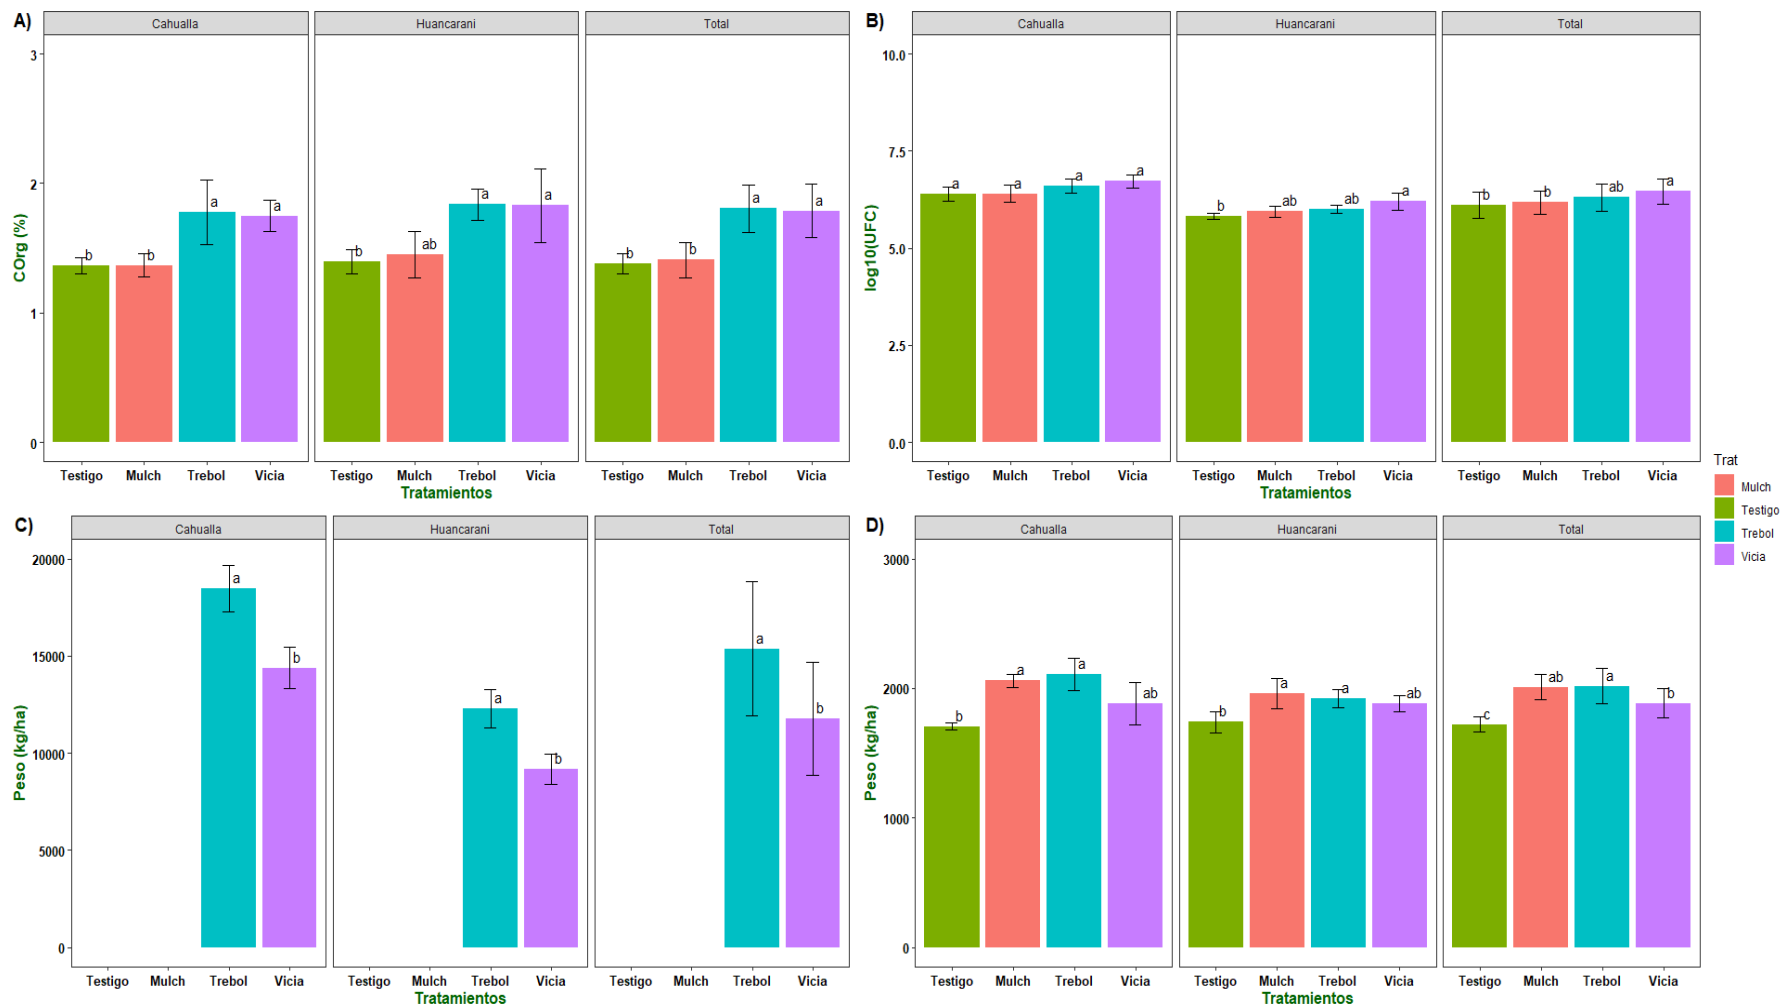 A)
Cahualla
Huancarani
Total
COrg (%)
3
2
1
0
b
b
a
a
b
ab
a
a
b
b
a
a
Testigo
Mulch
Trebol
Vicia
Testigo
Mulch
Trebol
Vicia
Testigo
Mulch
Trebol
Vicia
Tratamientos
B)
Cahualla
Huancarani
Total
log10(UFC)
10.0
7.5
5.0
2.5
0.0
a
a
a
a
b
ab
ab
a
b
b
ab
a
Testigo
Mulch
Trebol
Vicia
Testigo
Mulch
Trebol
Vicia
Testigo
Mulch
Trebol
Vicia
Tratamientos
Trat
Mulch
Testigo
Trebol
Vicia
C)
Cahualla
Huancarani
Total
Peso (kg/ha)
20000
15000
10000
5000
0
a
b
a
b
a
b
Testigo
Mulch
Trebol
Vicia
Testigo
Mulch
Trebol
Vicia
Testigo
Mulch
Trebol
Vicia
Tratamientos
D)
Cahualla
Huancarani
Total
Peso (kg/ha)
3000
2000
1000
0
b
a
a
ab
b
a
a
ab
c
ab
a
b
Testigo
Mulch
Trebol
Vicia
Testigo
Mulch
Trebol
Vicia
Testigo
Mulch
Trebol
Vicia
Tratamientos